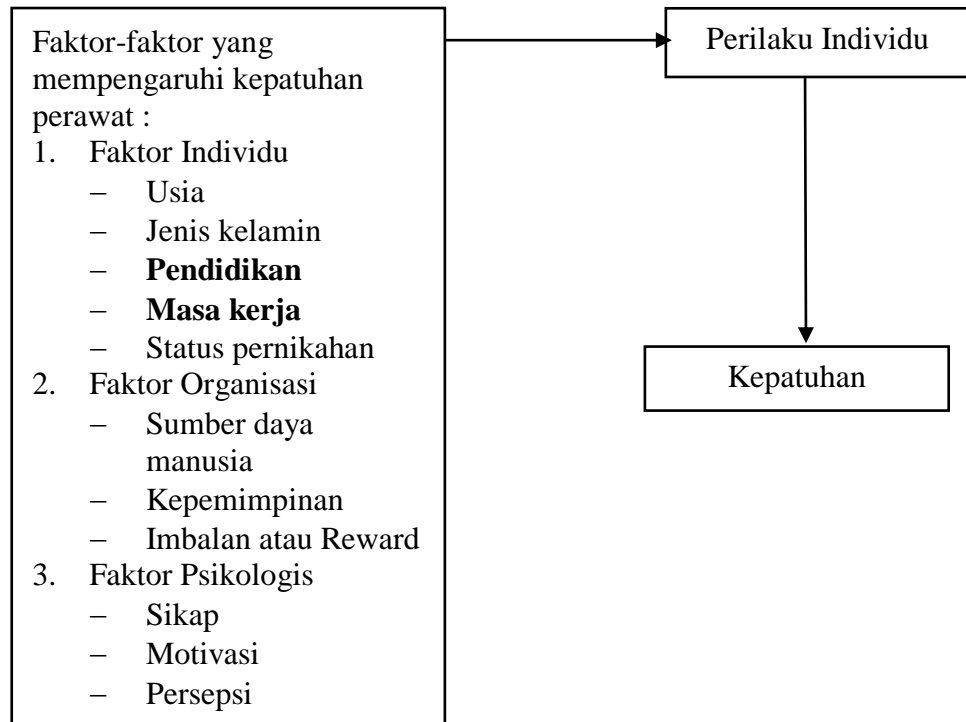 Faktor-faktor yang
mempengaruhi kepatuhan
perawat :
1. Faktor Individu
– Usia
– Jenis kelamin
– Pendidikan
– Masa kerja
– Status pernikahan
2. Faktor Organisasi
– Sumber daya
manusia
– Kepemimpinan
– Imbalan atau Reward
3. Faktor Psikologis
– Sikap
– Motivasi
– Persepsi
Perilaku Individu
Kepatuhan